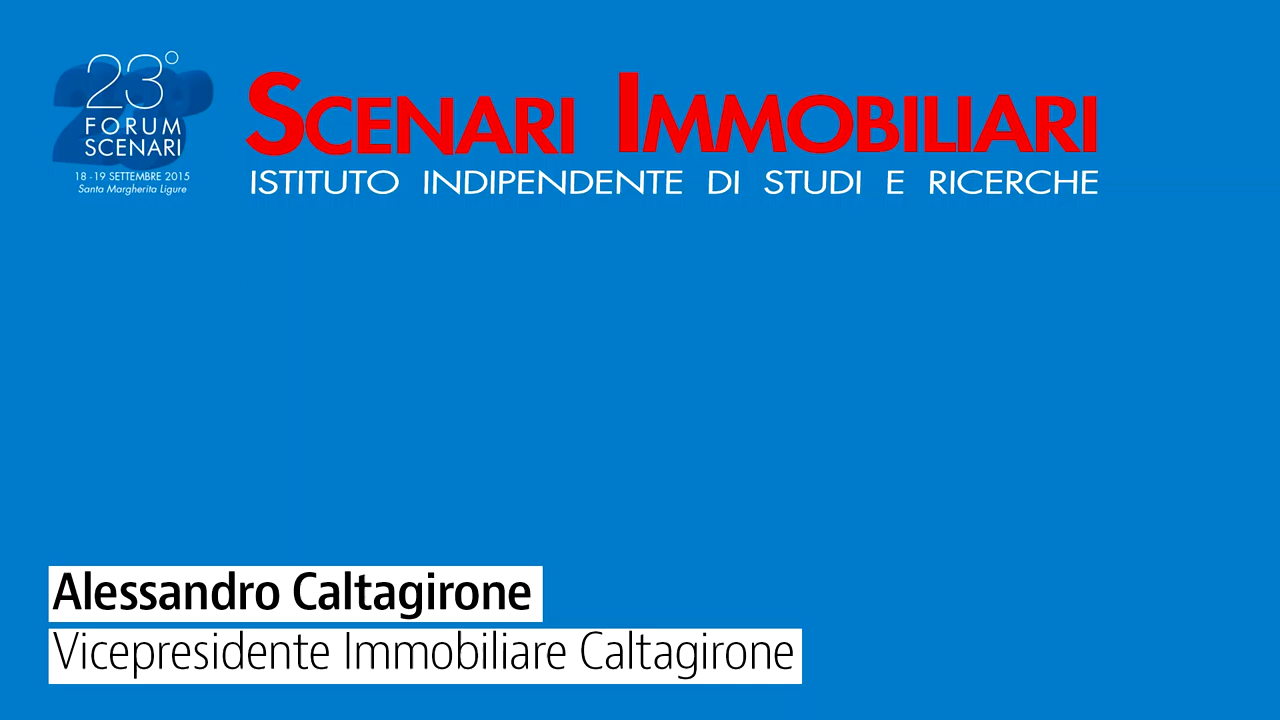 23°
FORUM
SCENARI
18 - 19 SETTEMBRE 2015
Santa Margherita Ligure
SCENARI IMMOBILIARI
ISTITUTO INDIPENDENTE DI STUDI E RICERCHE
Alessandro Caltagirone
Vicepresidente Immobiliare Caltagirone